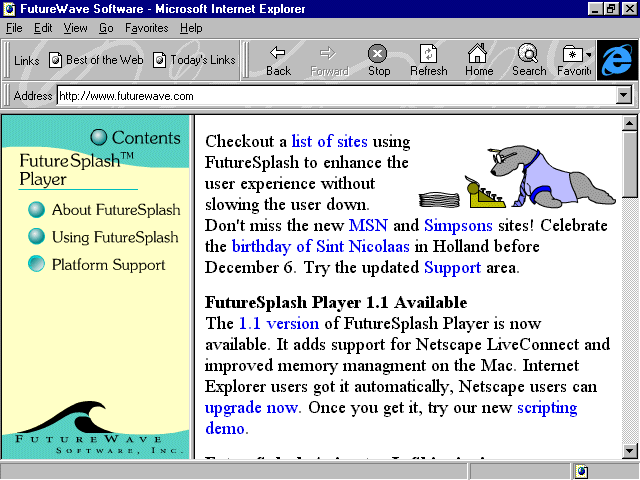 FutureWave Software - Microsoft Internet Explorer
File Edit View Go Favorites Help
Links Best of the Web Today's Links Back Forward Stop Refresh Home Search Favorit
Address http://www.futurewave.com
Contents
FutureSplash™
Player
About FutureSplash
Using FutureSplash
Platform Support
FUTUREWAVE
SOFTWARE, INC.
Checkout a list of sites using
FutureSplash to enhance the
user experience without
slowing the user down.
Don't miss the new MSN and Simpsons sites! Celebrate
the birthday of Sint Nicolaas in Holland before
December 6. Try the updated Support area.
FutureSplash Player 1.1 Available
The 1.1 version of FutureSplash Player is now
available. It adds support for Netscape LiveConnect and
improved memory managment on the Mac. Internet
Explorer users got it automatically, Netscape users can
upgrade now. Once you get it, try our new scripting
demo.